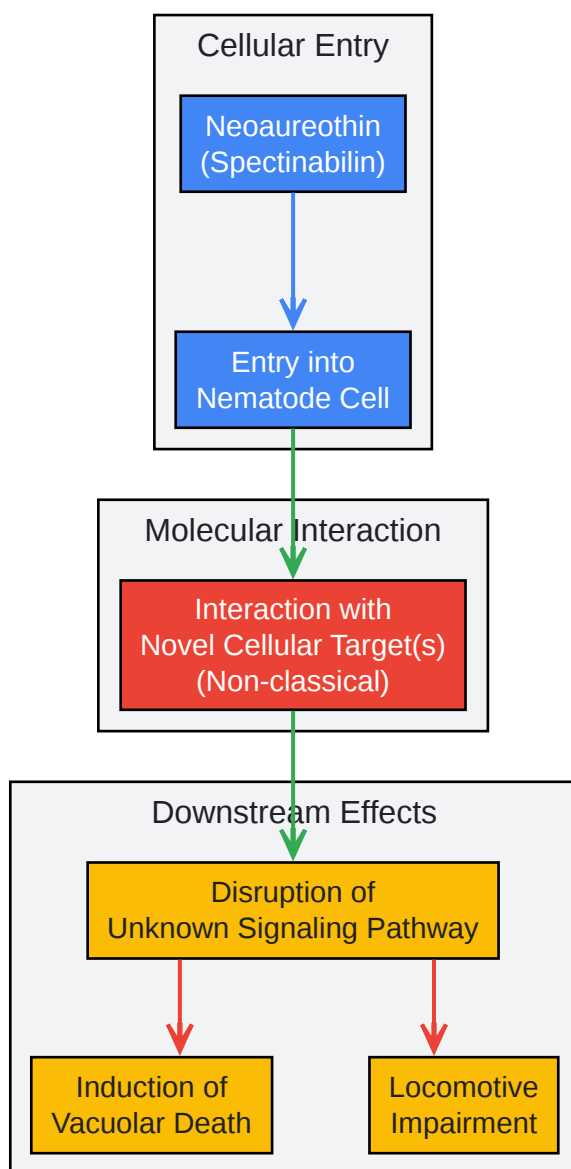 Cellular Entry
Neoaureothin
(Spectinabilin)
Entry into
Nematode Cell
Molecular Interaction
Interaction with
Novel Cellular Target(s)
(Non-classical)
Downstream Effects
Disruption of
Unknown Signaling Pathway
Induction of
Vacuolar Death
Locomotive
Impairment